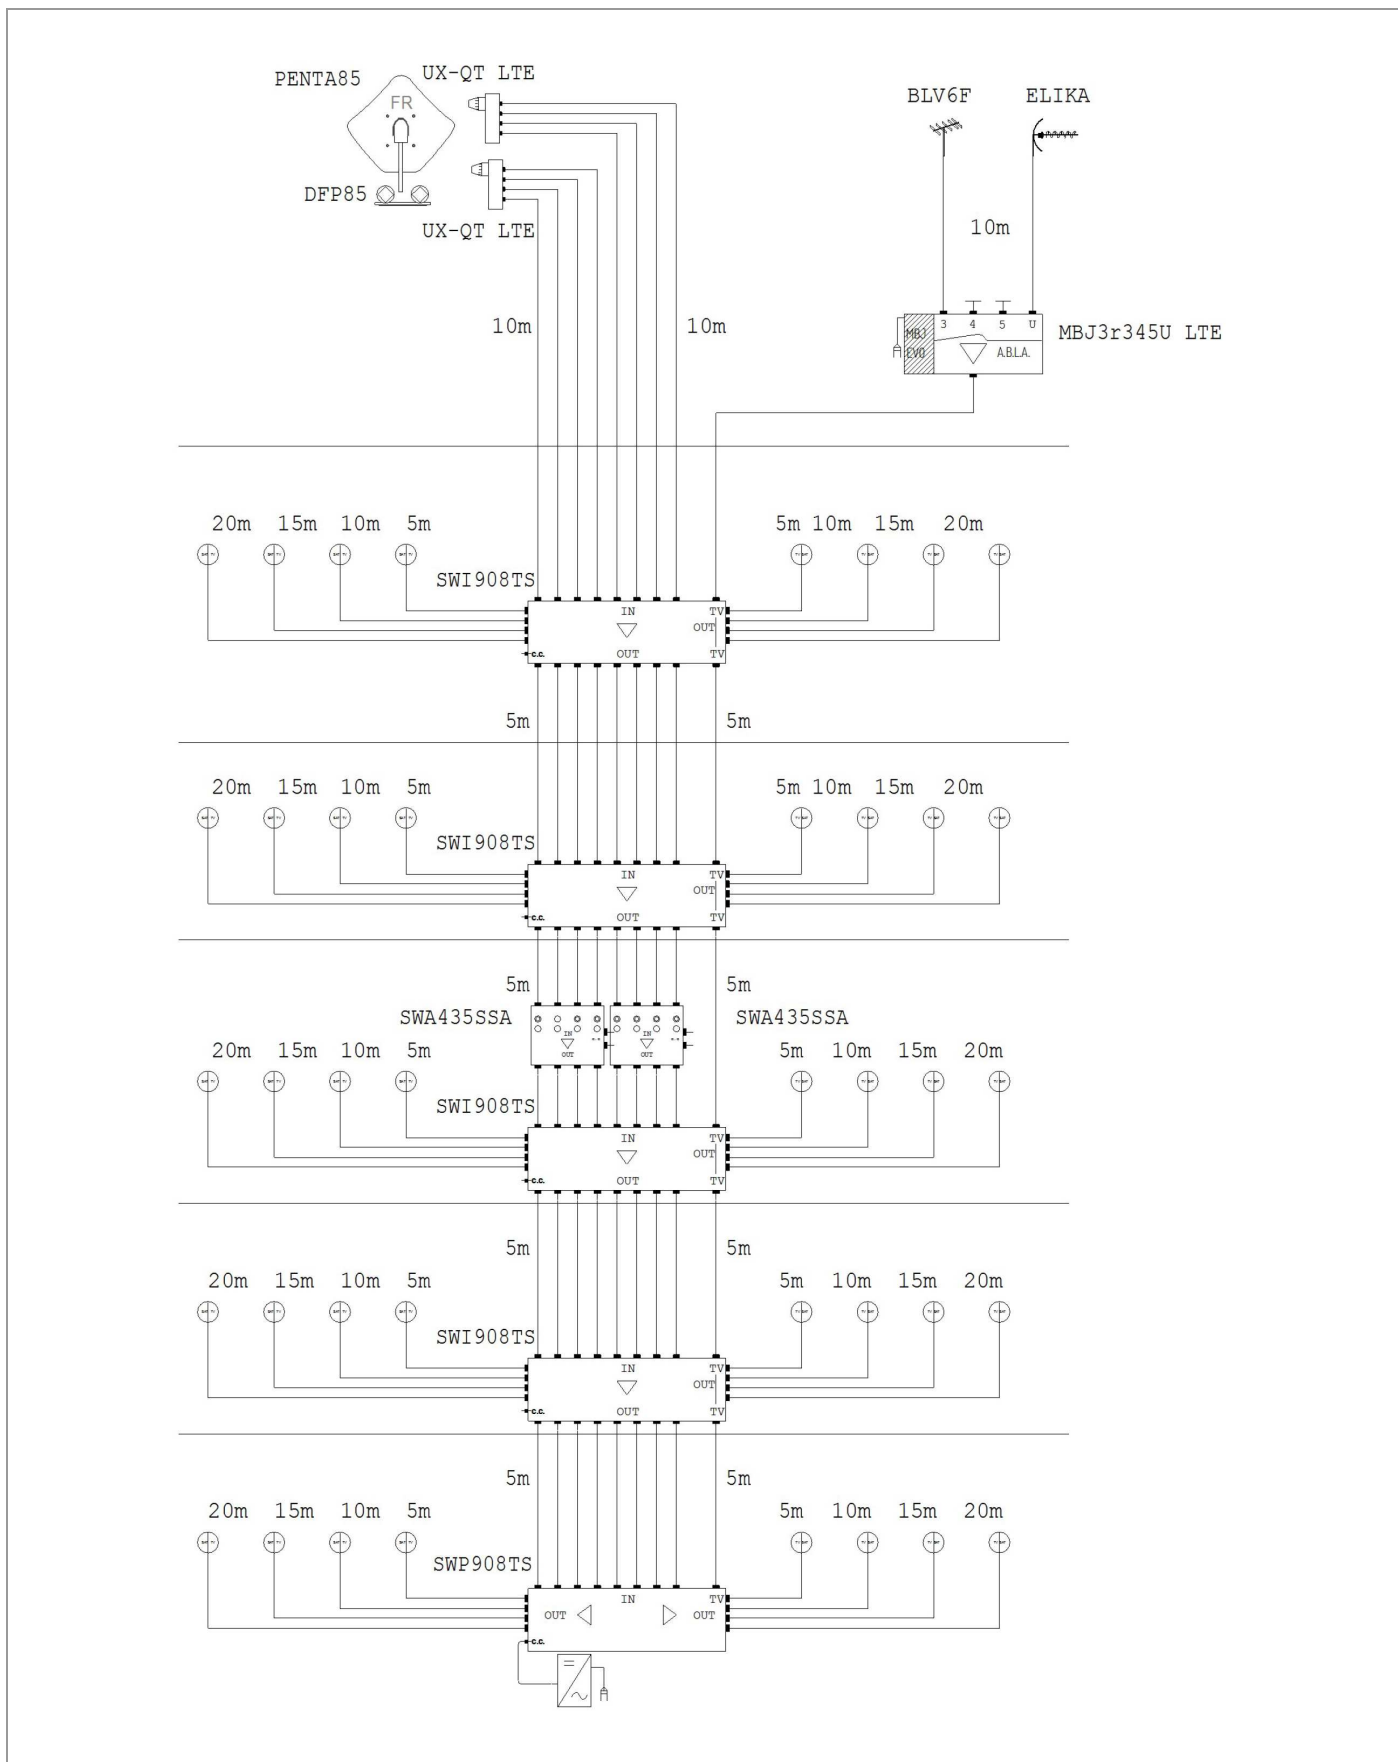 PENTA85 UX-QT LTE
FR
DFP85
UX-QT LTE
BLV6F ELIKA
10m
10m 10m
3 4 5 U
MBJ EVO A.B.L.A. MBJ3r345U LTE
20m 15m 10m 5m 5m 10m 15m 20m
SWI908TS
IN TV
OUT
c.c. OUT TV
5m 5m
20m 15m 10m 5m 5m 10m 15m 20m
SWI908TS
IN TV
OUT
c.c. OUT TV
5m 5m
SWA435SSA SWA435SSA
IN IN
OUT OUT
20m 15m 10m 5m 5m 10m 15m 20m
SWI908TS
IN TV
OUT
c.c. OUT TV
5m 5m
20m 15m 10m 5m 5m 10m 15m 20m
SWI908TS
IN TV
OUT
c.c. OUT TV
5m 5m
20m 15m 10m 5m 5m 10m 15m 20m
SWP908TS
IN TV
OUT OUT
c.c.